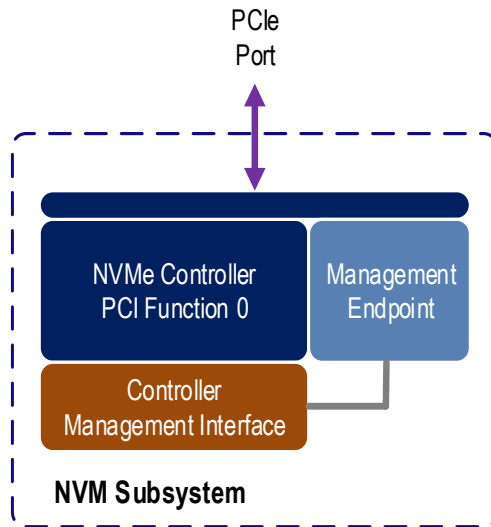 PCIe
Port
NVMe Controller
PCI Function 0
Management
Endpoint
Controller
Management Interface
NVM Subsystem